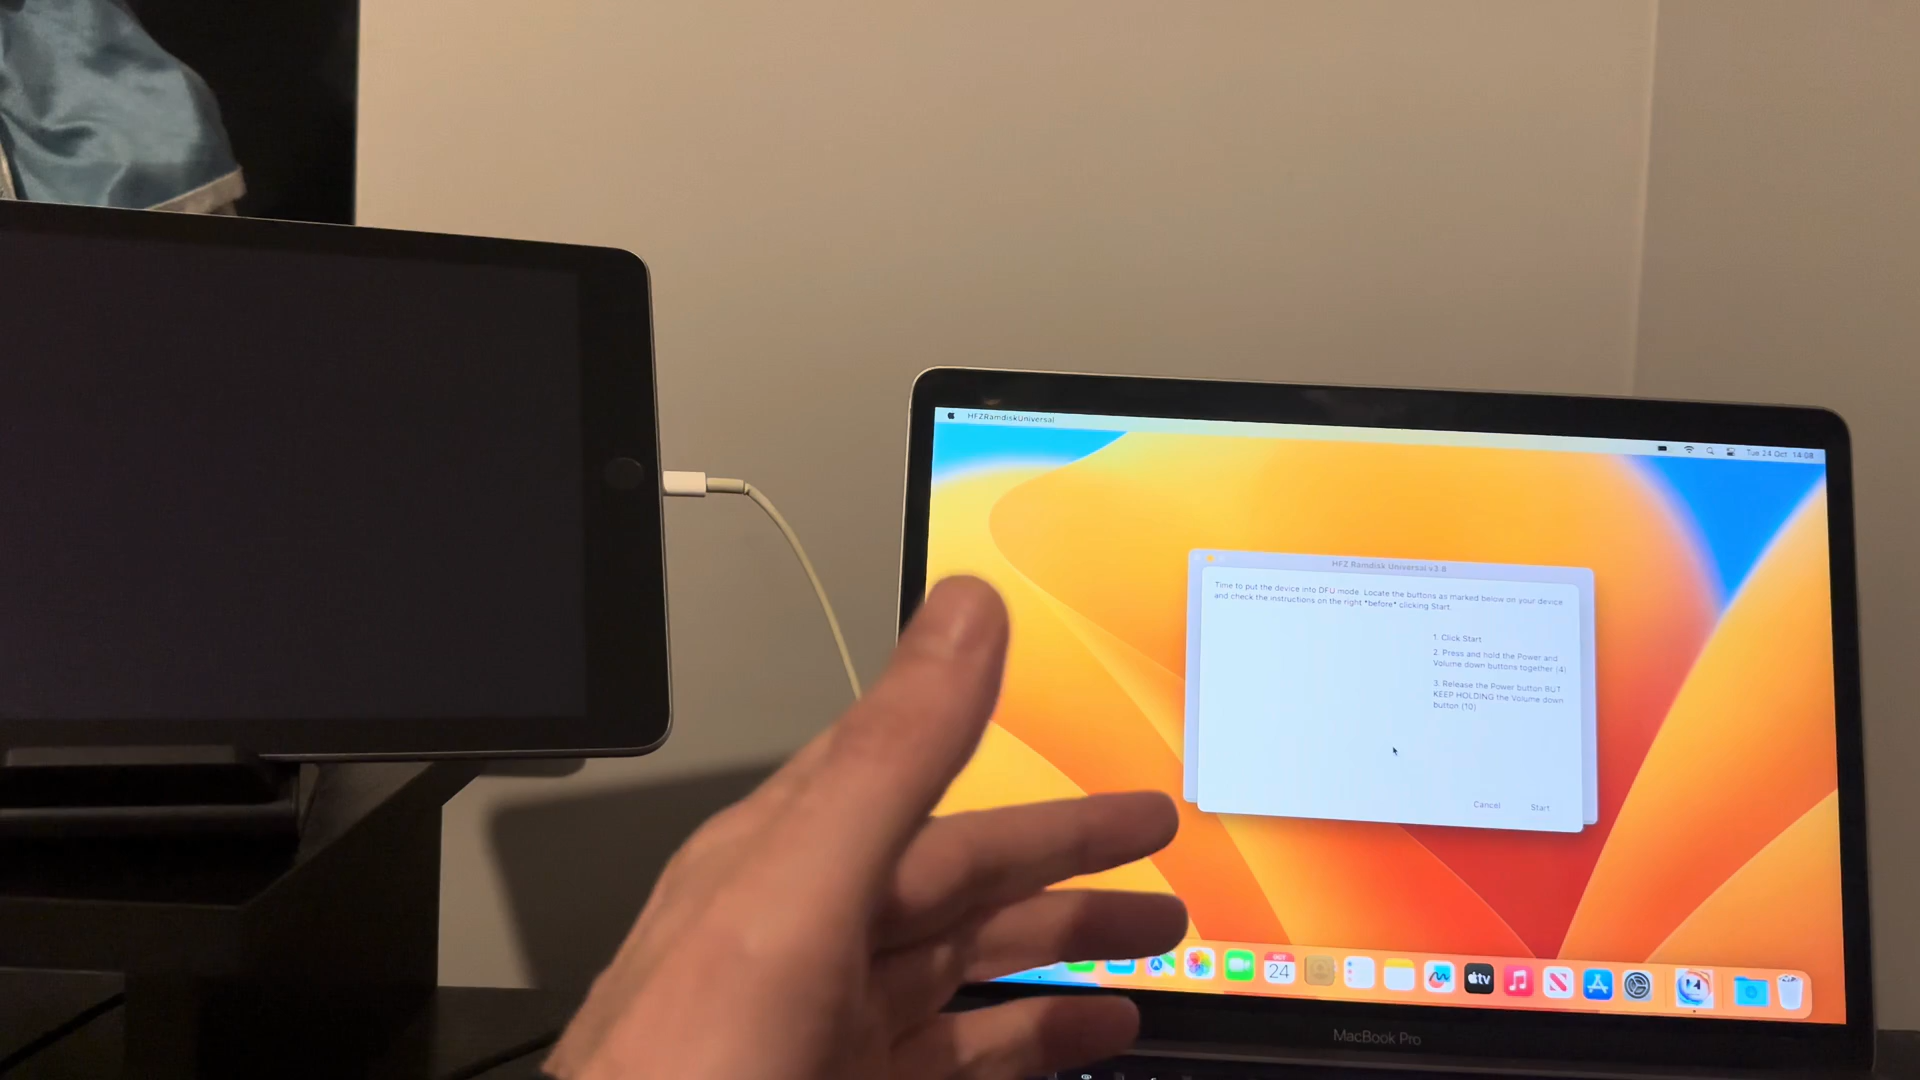 HFZRamdiskUniversal
Tue 24 Oct 14:08
HFZ Ramdisk Universal v3.8
Time to put the device into DFU mode. Locate the buttons as marked below on your device
and check the instructions on the right *before* clicking Start.
1. Click Start
2. Press and hold the Power and
Volume down buttons together (4)
3. Release the Power button BUT
KEEP HOLDING the Volume down
button (10)
Cancel
Start
OCT
24
tv
MacBook Pro